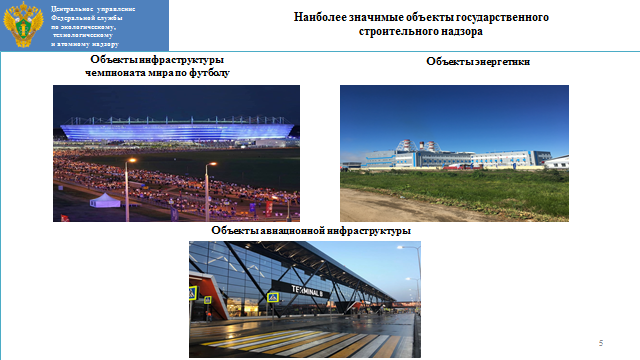 Центральное управление
Федеральной службы
по экологическому,
технологическому
и атомному надзору
Наиболее значимые объекты государственного
строительного надзора
Объекты инфраструктуры
чемпионата мира по футболу
Объекты энергетики
Объекты авиационной инфраструктуры
TERMINAL B
5